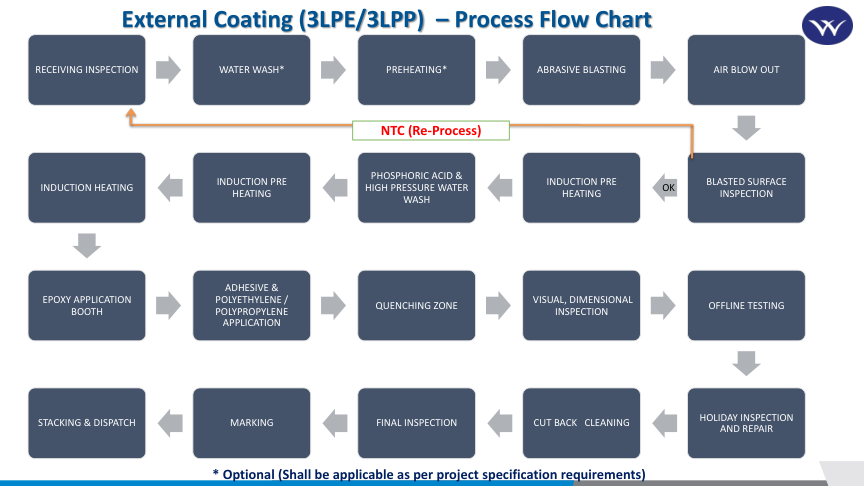 External Coating (3LPE/3LPP) – Process Flow Chart
RECEIVING INSPECTION
WATER WASH*
PREHEATING*
ABRASIVE BLASTING
AIR BLOW OUT
NTC (Re-Process)
INDUCTION HEATING
INDUCTION PRE
HEATING
PHOSPHORIC ACID &
HIGH PRESSURE WATER
WASH
INDUCTION PRE
HEATING
OK
BLASTED SURFACE
INSPECTION
EPOXY APPLICATION
BOOTH
ADHESIVE &
POLYETHYLENE /
POLYPROPYLENE
APPLICATION
QUENCHING ZONE
VISUAL, DIMENSIONAL
INSPECTION
OFFLINE TESTING
STACKING & DISPATCH
MARKING
FINAL INSPECTION
CUT BACK CLEANING
HOLIDAY INSPECTION
AND REPAIR
* Optional (Shall be applicable as per project specification requirements)